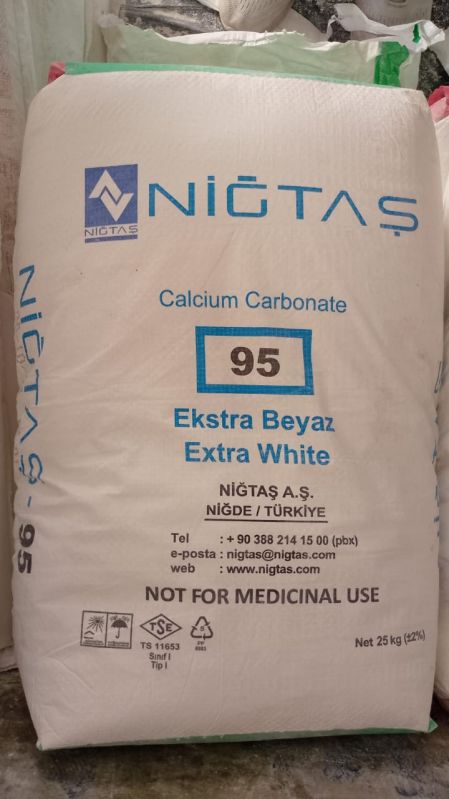 NİĞTAŞ
NİĞTAŞ
Calcium Carbonate
95
Ekstra Beyaz
Extra White
NİĞTAŞ A.Ş.
NİĞDE / TÜRKİYE
Tel : + 90 388 214 15 00 (pbx)
e-posta : nigtas@nigtas.com
web : www.nigtas.com
NOT FOR MEDICINAL USE
TSE
TS 11653
Sınıf I
Tip I
5
PP
Net 25 kg (±2%)
NİĞTAŞ - 95